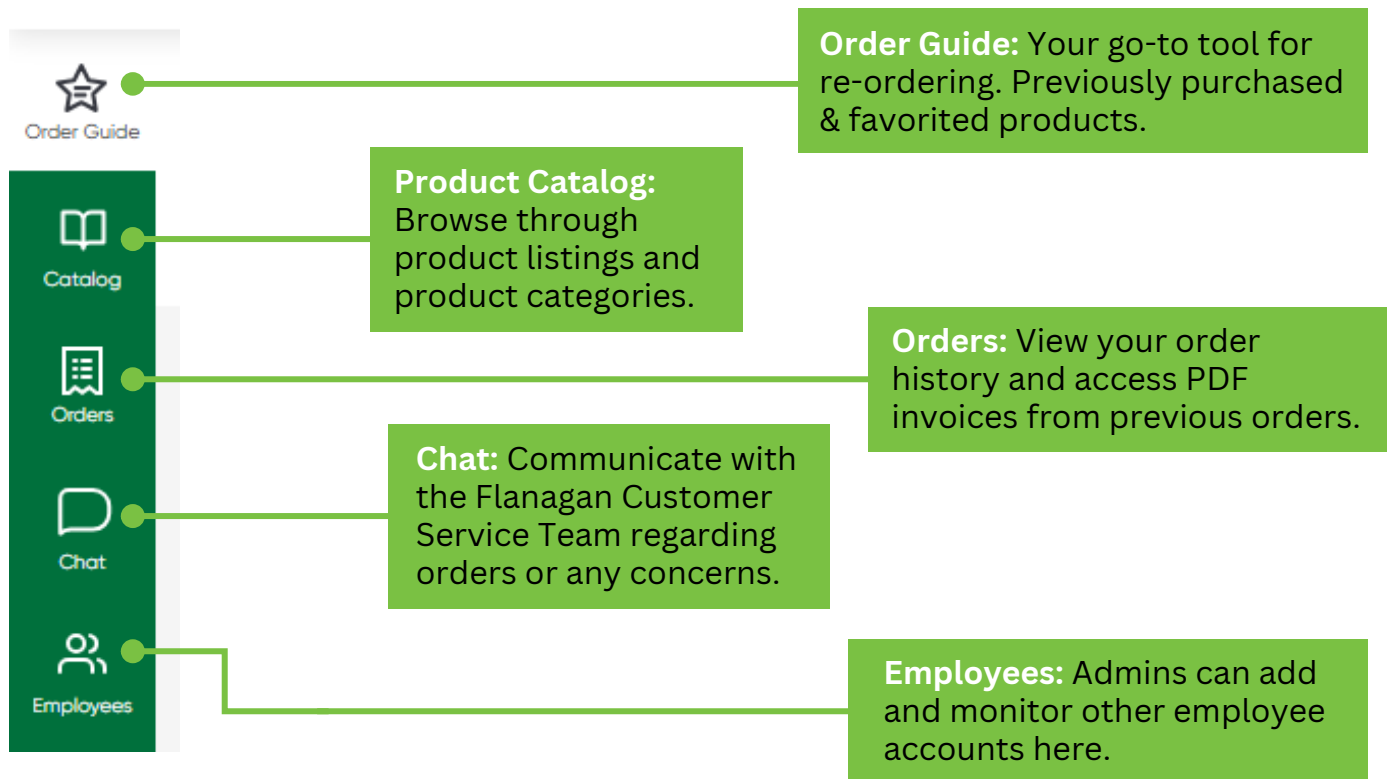 Order Guide
Order Guide: Your go-to tool for
re-ordering. Previously purchased
& favorited products.
Catalog
Product Catalog:
Browse through
product listings and
product categories.
Orders
Orders: View your order
history and access PDF
invoices from previous orders.
Chat
Chat: Communicate with
the Flanagan Customer
Service Team regarding
orders or any concerns.
Employees
Employees: Admins can add
and monitor other employee
accounts here.